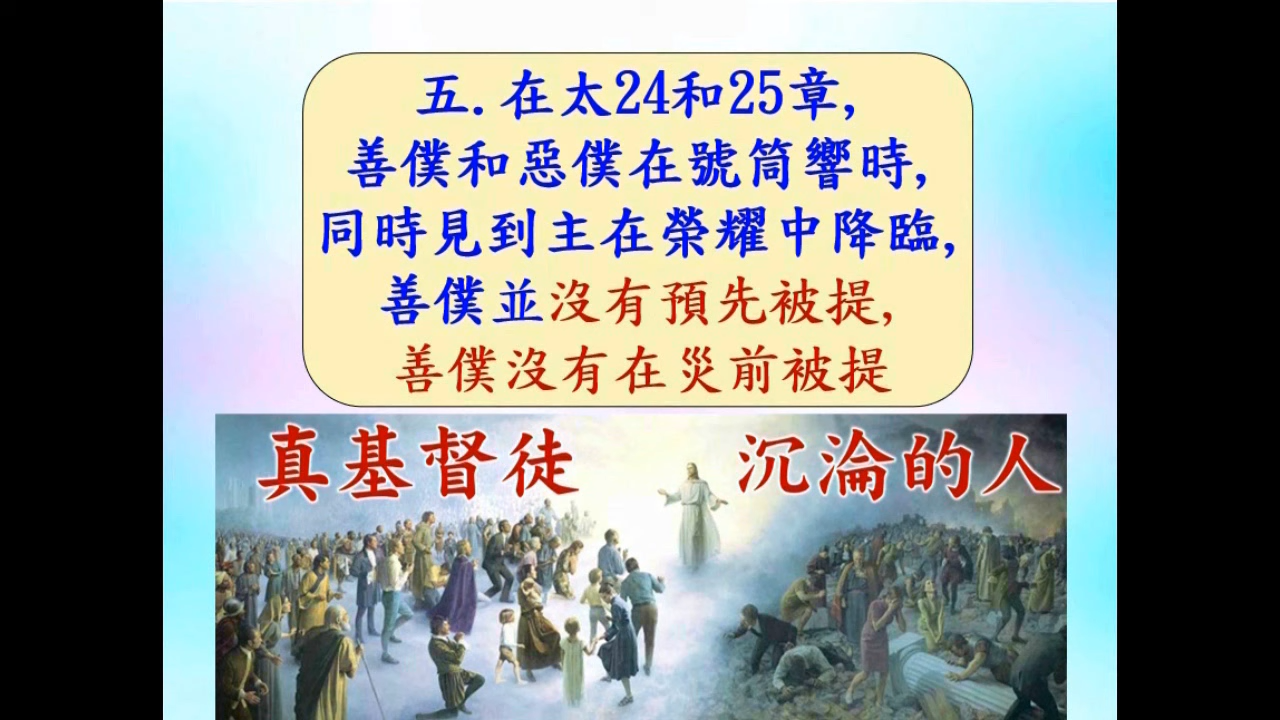 五.在太24和25章,
善僕和惡僕在號筒響時,
同時見到主在榮耀中降臨,
善僕並沒有預先被提,
善僕沒有在災前被提
真基督徒 沉淪的人